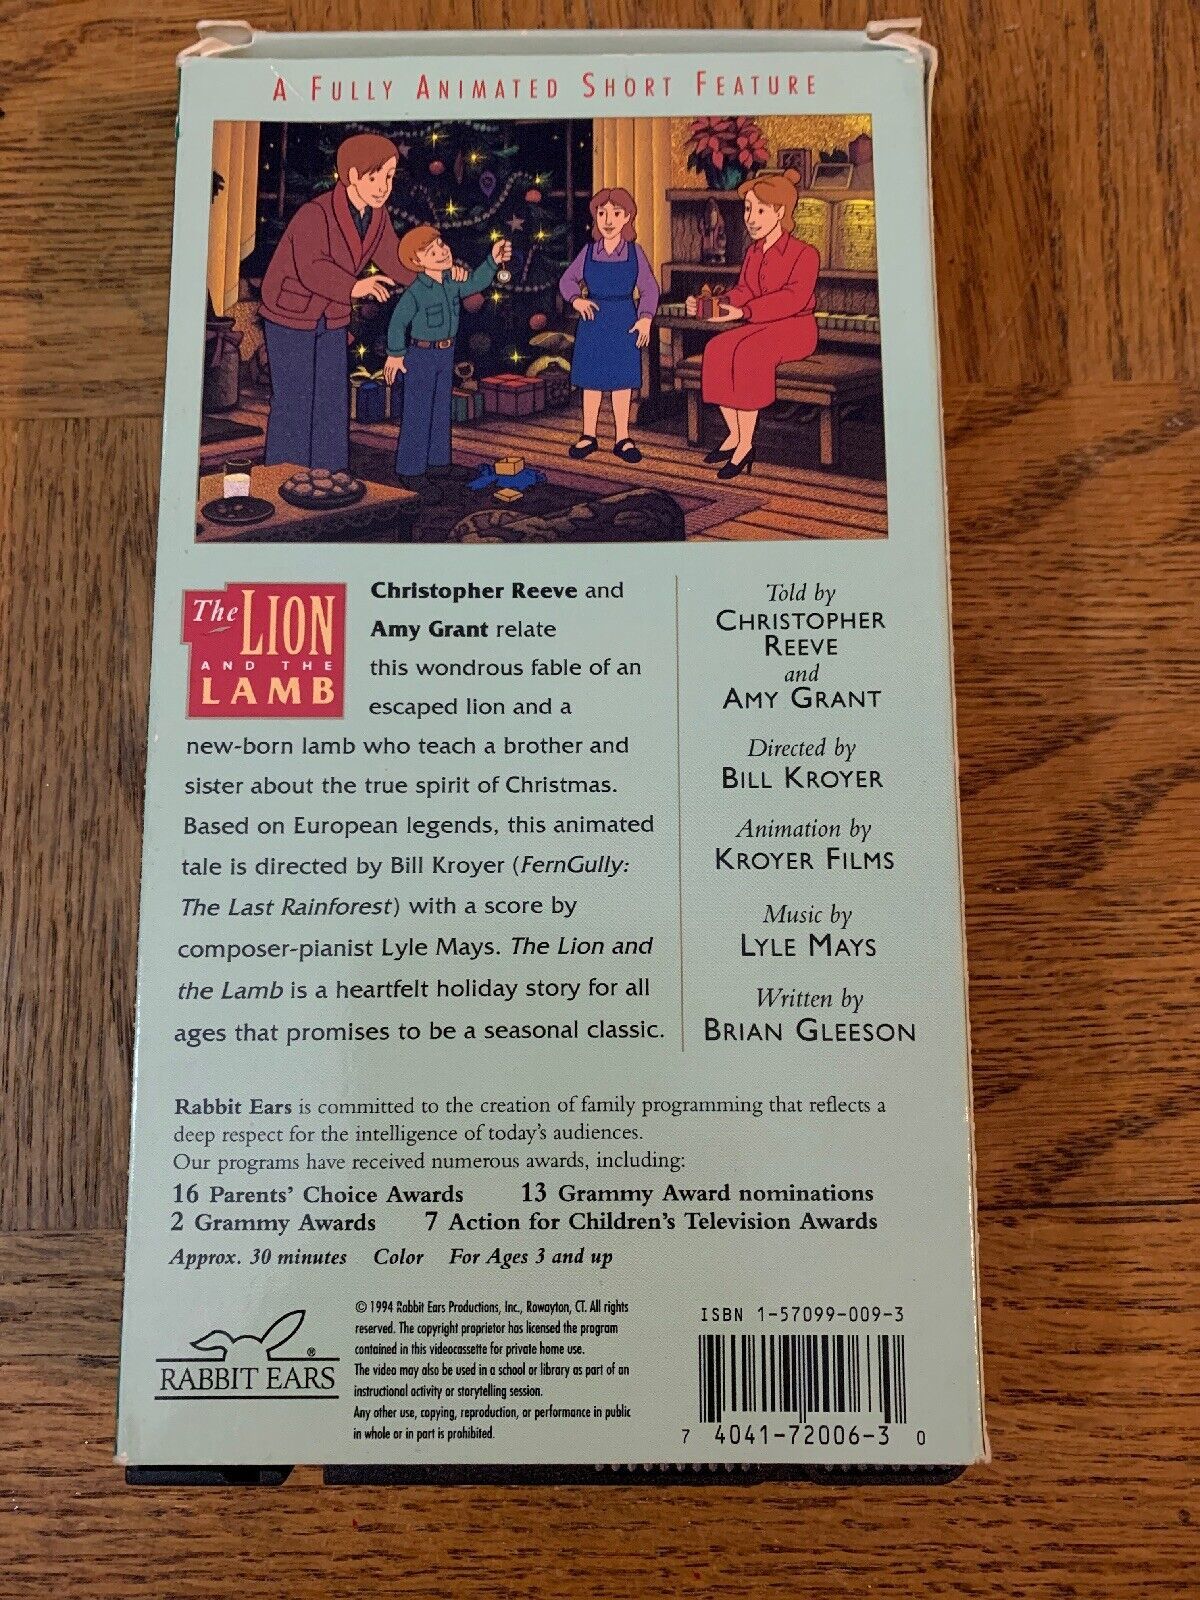 A FULLY ANIMATED SHORT FEATURE
The LION
AND THE
LAMB
Christopher Reeve and
Amy Grant relate
this wondrous fable of an
escaped lion and a
new-born lamb who teach a brother and
sister about the true spirit of Christmas.
Based on European legends, this animated
tale is directed by Bill Kroyer (FernGully:
The Last Rainforest) with a score by
composer-pianist Lyle Mays. The Lion and
the Lamb is a heartfelt holiday story for all
ages that promises to be a seasonal classic.
Told by
CHRISTOPHER
REEVE
and
AMY GRANT
Directed by
BILL KROYER
Animation by
KROYER FILMS
Music by
LYLE MAYS
Written by
BRIAN GLEESON
Rabbit Ears is committed to the creation of family programming that reflects a
deep respect for the intelligence of today's audiences.
Our programs have received numerous awards, including:
16 Parents' Choice Awards 13 Grammy Award nominations
2 Grammy Awards 7 Action for Children's Television Awards
Approx. 30 minutes Color For Ages 3 and up
®
RABBIT EARS
© 1994 Rabbit Ears Productions, Inc., Rowayton, CT. All rights
reserved. The copyright proprietor has licensed the program
contained in this videocassette for private home use.
The video may also be used in a school or library as part of an
instructional activity or storytelling session.
Any other use, copying, reproduction, or performance in public
in whole or in part is prohibited.
ISBN 1-57099-009-3
7 4041-72006-3 0